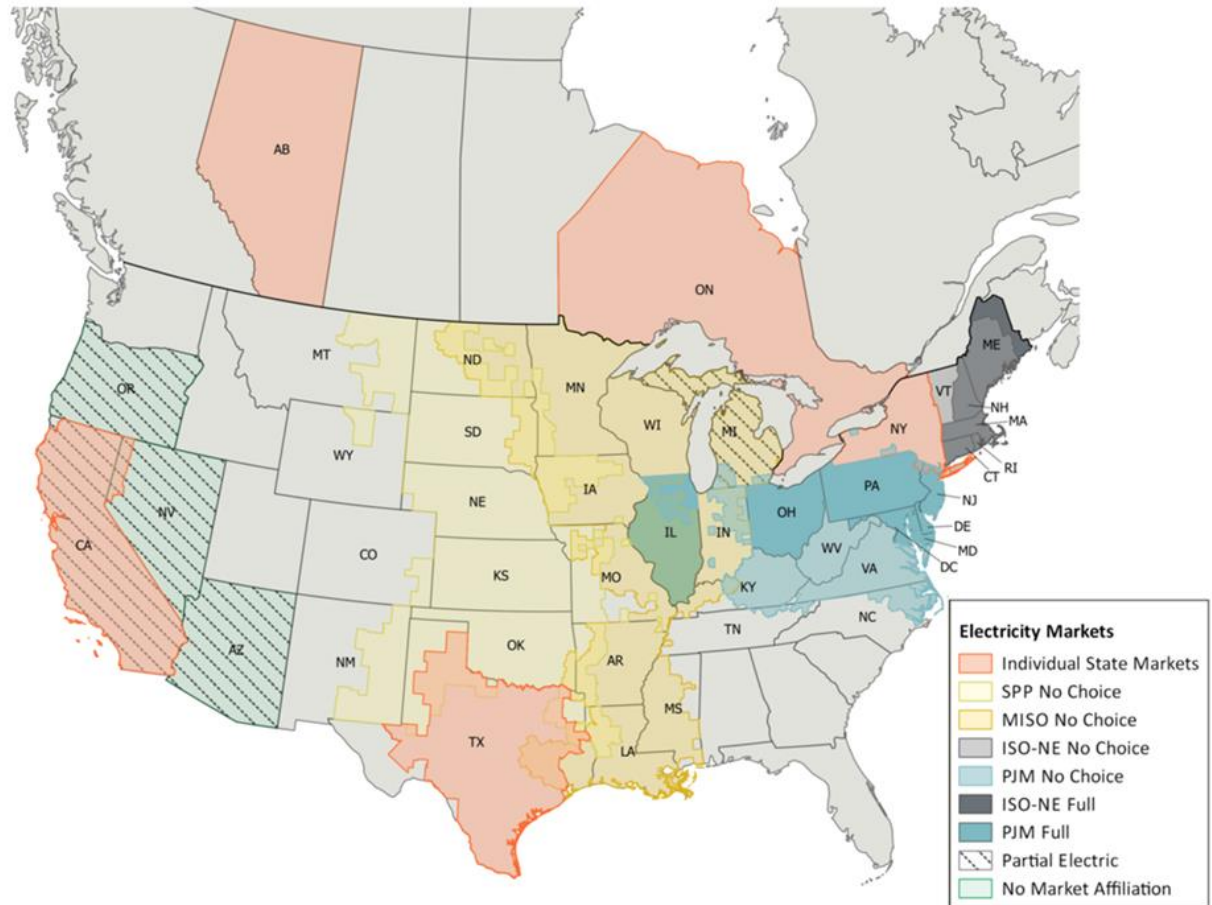 AB
ON
MT
ND
MN
ME
VT
NH
MA
OR
SD
WI
MI
NY
RI
CT
WY
IA
PA
NJ
NE
CA
NV
IL
IN
OH
DE
MD
DC
CO
KS
MO
WV
VA
KY
AZ
NM
OK
AR
TN
NC
TX
LA
MS
Electricity Markets
Individual State Markets
SPP No Choice
MISO No Choice
ISO-NE No Choice
PJM No Choice
ISO-NE Full
PJM Full
Partial Electric
No Market Affiliation